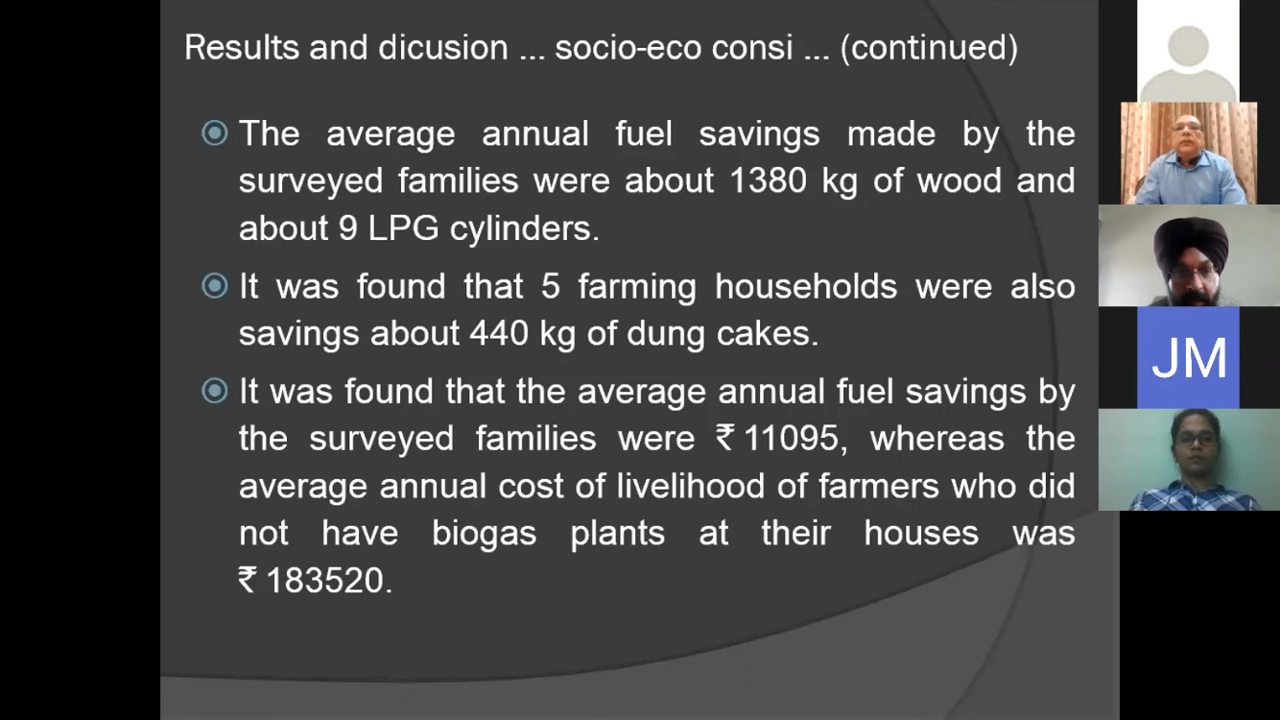 Results and dicusion ... socio-eco consi ... (continued)
The average annual fuel savings made by the
surveyed families were about 1380 kg of wood and
about 9 LPG cylinders.
It was found that 5 farming households were also
savings about 440 kg of dung cakes.
It was found that the average annual fuel savings by
the surveyed families were ₹ 11095, whereas the
average annual cost of livelihood of farmers who did
not have biogas plants at their houses was
₹ 183520.
JM